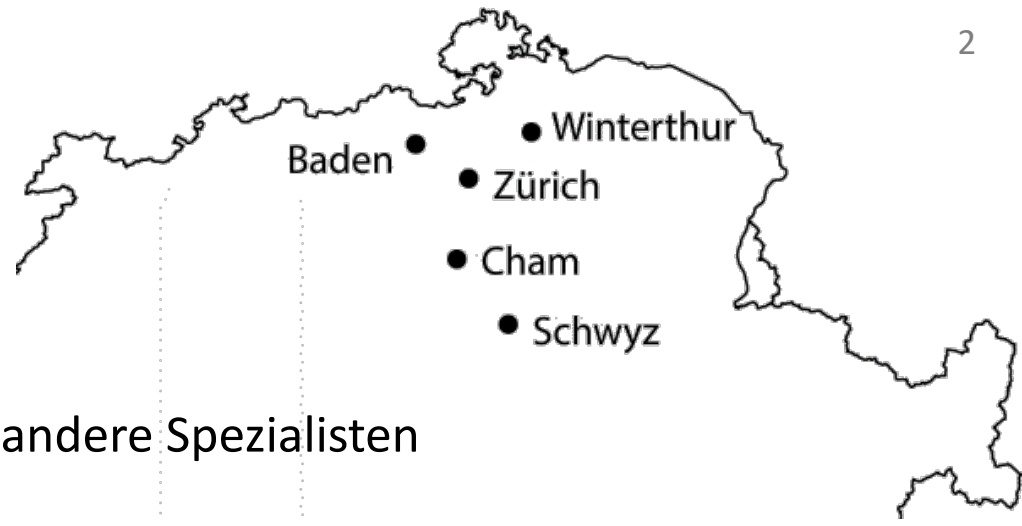 2
Winterthur
Baden
Zürich
Cham
Schwyz
andere Spezialisten